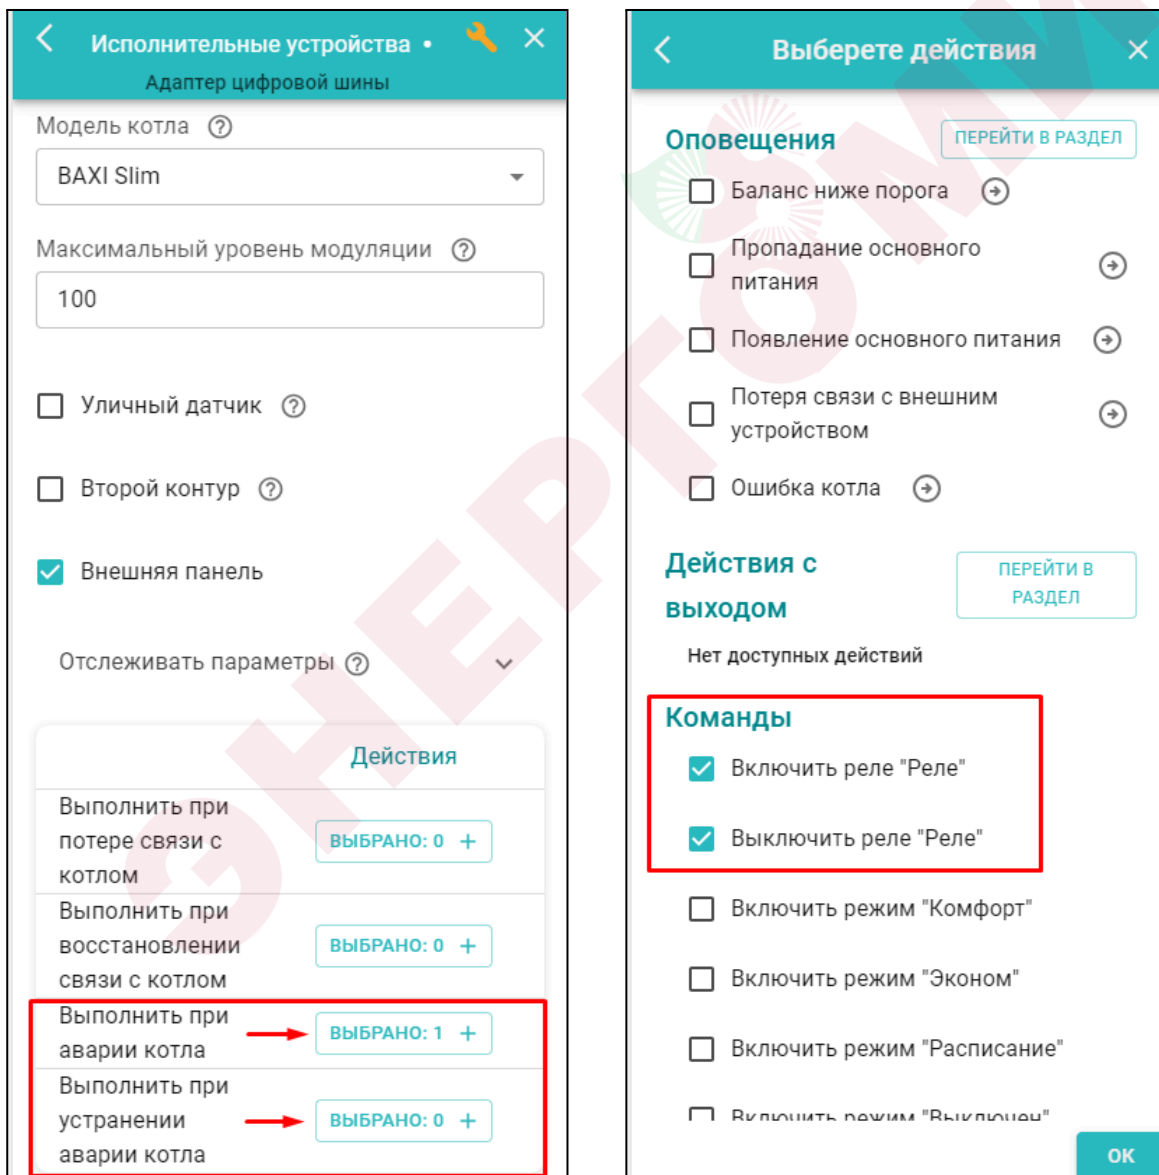 Исполнительные устройства •
Адаптер цифровой шины
Модель котла
BAXI Slim
Максимальный уровень модуляции
100
Уличный датчик
Второй контур
Внешняя панель
Отслеживать параметры
Действия
Выполнить при
потере связи с
котлом
ВЫБРАНО: 0 +
Выполнить при
восстановлении
связи с котлом
ВЫБРАНО: 0 +
Выполнить при
аварии котла
ВЫБРАНО: 1 +
Выполнить при
устранении
аварии котла
ВЫБРАНО: 0 +
Выберете действия
Оповещения
ПЕРЕЙТИ В РАЗДЕЛ
Баланс ниже порога
Пропадание основного
питания
Появление основного питания
Потеря связи с внешним
устройством
Ошибка котла
Действия с
выходом
ПЕРЕЙТИ В
РАЗДЕЛ
Нет доступных действий
Команды
Включить реле "Реле"
Выключить реле "Реле"
Включить режим "Комфорт"
Включить режим "Эконом"
Включить режим "Расписание"
Включить режим "Выключен"
ОК
ЭНЕРГОМИ